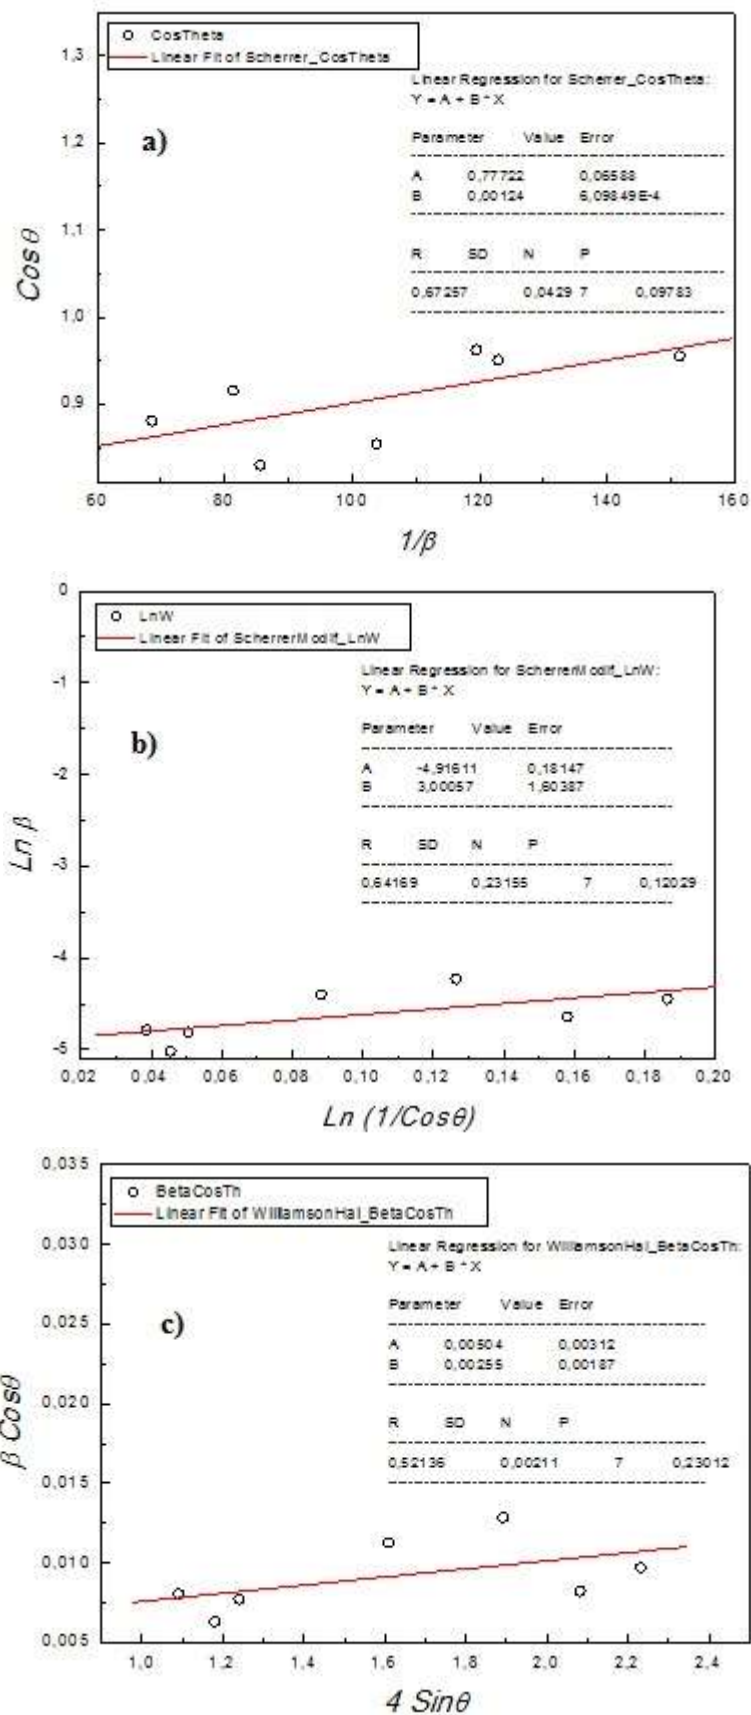 CosTheta
Linear Fit of Scherrer_CosTheta
Linear Regression for Scherrer_CosTheta:
Y = A + B * X
Parameter Value Error
A 0,77722 0,06588
B 0,00124 6,09849E-4
R SD N P
0,67257 0,0429 7 0,09783
a)
1,3
1,2
1,1
1,0
0,9
Cosθ
60 80 100 120 140 160
1/β
LnW
Linear Fit of ScherrerModif_LnW
Linear Regression for ScherrerModif_LnW:
Y = A + B * X
Parameter Value Error
A -4,91611 0,18147
B 3,00057 1,60387
R SD N P
0,64169 0,23155 7 0,12029
b)
0
-1
-2
-3
-4
-5
Ln β
0,02 0,04 0,06 0,08 0,10 0,12 0,14 0,16 0,18 0,20
Ln (1/Cosθ)
BetaCosTh
Linear Fit of WilliamsonHal_BetaCosTh
Linear Regression for WilliamsonHal_BetaCosTh:
Y = A + B * X
Parameter Value Error
A 0,00504 0,00312
B 0,00255 0,00187
R SD N P
0,52136 0,00211 7 0,23012
c)
0,035
0,030
0,025
0,020
0,015
0,010
0,005
β Cosθ
1,0 1,2 1,4 1,6 1,8 2,0 2,2 2,4
4 Sinθ